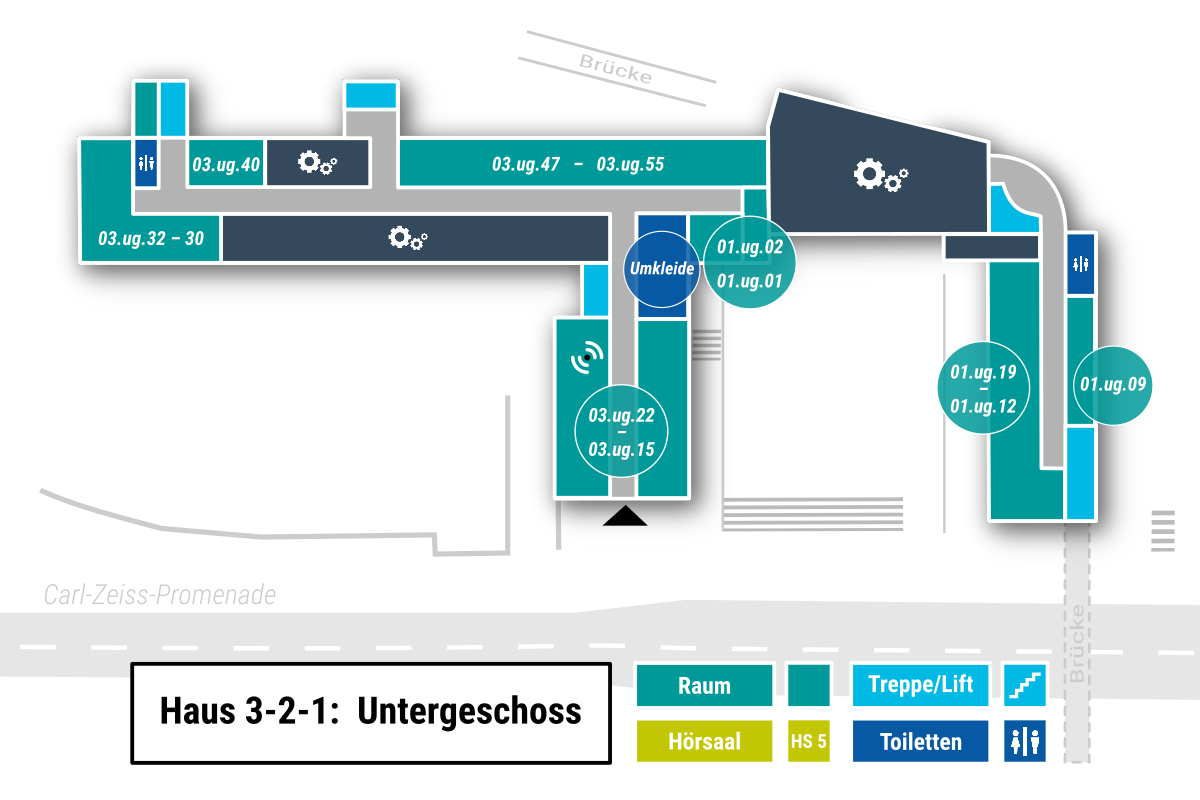 Brücke
03.ug.40
03.ug.47 – 03.ug.55
03.ug.32 – 30
Umkleide
01.ug.02
01.ug.01
03.ug.22
–
03.ug.15
01.ug.19
–
01.ug.12
01.ug.09
Carl-Zeiss-Promenade
Brücke
Haus 3-2-1: Untergeschoss
Raum
Treppe/Lift
Hörsaal
HS 5
Toiletten